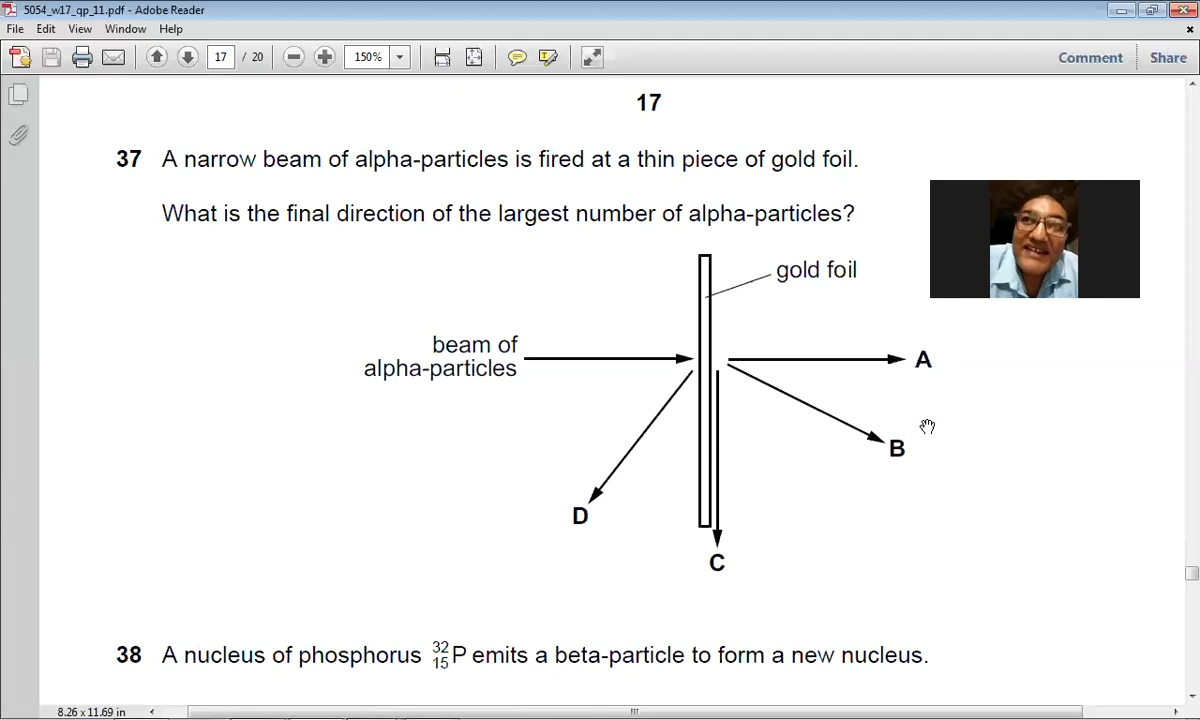 5054_w17_qp_11.pdf - Adobe Reader
File Edit View Window Help
17 / 20 150% Comment Share
17
37 A narrow beam of alpha-particles is fired at a thin piece of gold foil.
What is the final direction of the largest number of alpha-particles?
gold foil
beam of
alpha-particles
A
B
D
C
38 A nucleus of phosphorus ³²₁₅P emits a beta-particle to form a new nucleus.
8.26 x 11.69 in